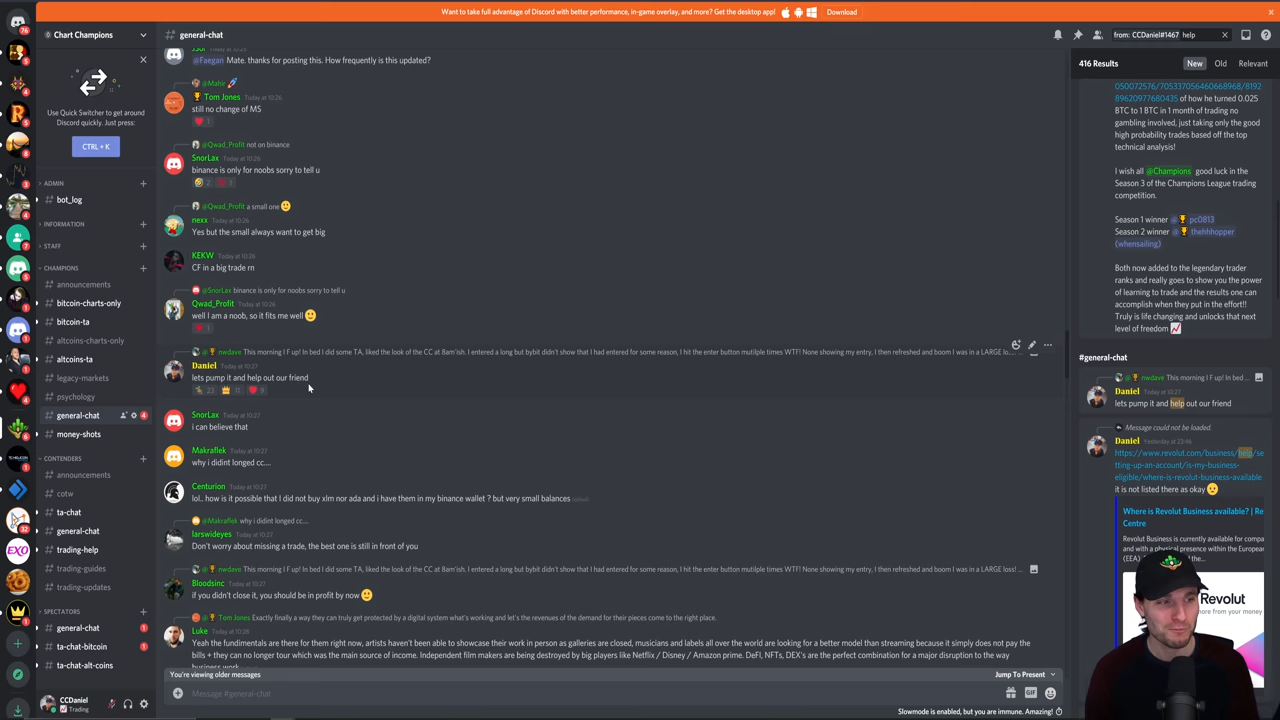 Want to take full advantage of Discord with better performance, in-game overlay, and more? Get the desktop app!
Download
76
Chart Champions
general-chat
from: CCDaniel#1467 help
Use Quick Switcher to get around
Discord quickly. Just press:
CTRL + K
ADMIN
bot_log
INFORMATION
STAFF
CHAMPIONS
announcements
bitcoin-charts-only
bitcoin-ta
altcoins-charts-only
altcoins-ta
legacy-markets
psychology
general-chat
4
money-shots
CONTENDERS
announcements
cotw
ta-chat
general-chat
trading-help
trading-guides
trading-updates
SPECTATORS
general-chat
1
ta-chat-bitcoin
1
ta-chat-alt-coins
CCDaniel
Trading
EXO
32
@Faegan Mate. thanks for posting this. How frequently is this updated?
@Mahir
Tom Jones Today at 10:26
still no change of MS
1
@Qwad_Profit not on binance
SnorLax Today at 10:26
binance is only for noobs sorry to tell u
2 1
@Qwad_Profit a small one
nexx Today at 10:26
Yes but the small always want to get big
KEKW Today at 10:26
CF in a big trade rn
@SnorLax binance is only for noobs sorry to tell u
Qwad_Profit Today at 10:26
well I am a noob, so it fits me well
1
@ nwdave This morning I F up! In bed I did some TA, liked the look of the CC at 8am'ish. I entered a long but bybit didn't show that I had entered for some reason, I hit the enter button mutilple times WTF! None showing my entry, I then refreshed and boom I was in a LARGE
Daniel Today at 10:27
lets pump it and help out our friend
23 11 9
SnorLax Today at 10:27
i can believe that
Makraflek Today at 10:27
why i didint longed cc....
Centurion Today at 10:27
lol.. how is it possible that I did not buy xlm nor ada and i have them in my binance wallet ? but very small balances
@Makraflek why i didint longed cc....
larswideyes Today at 10:27
Don't worry about missing a trade, the best one is still in front of you
@ nwdave This morning I F up! In bed I did some TA, liked the look of the CC at 8am'ish. I entered a long but bybit didn't show that I had entered for some reason, I hit the enter button mutilple times WTF! None showing my entry, I then refreshed and boom I was in a LARGE loss! ...
Bloodsinc Today at 10:27
if you didn't close it, you should be in profit by now
@ Tom Jones Exactly finally a way they can truly get protected by a digital system what's working and let the revenues of the demand for their pieces come to the right place.
Luke Today at 10:28
Yeah the fundamentals are there for them right now, artists haven't been able to showcase their work in person as galleries are closed, musicians and labels all over the world are looking for a better model than streaming because it simply does not pay the
bills + they can no longer tour which was the main source of income. Independent film makers are being destroyed by big players like Netflix / Disney / Amazon prime. DeFI, NFTs, DEX's are the perfect combination for a major disruption to the way
business work
You're viewing older messages
Jump To Present
Message #general-chat
GIF
Slowmode is enabled, but you are immune. Amazing!
416 Results
New
Old
Relevant
050072576/705337056460668968/8192
89620977680435 of how he turned 0.025
BTC to 1 BTC in 1 month of trading no
gambling involved, just taking only the good
high probability trades based off the top
technical analysis!
I wish all @Champions good luck in the
Season 3 of the Champions League trading
competition.
Season 1 winner @ pc0813
Season 2 winner @ thehhhopper
(whensailing)
Both now added to the legendary trader
ranks and really goes to show you the power
of learning to trade and the results one can
accomplish when they put in the effort!!
Truly is life changing and unlocks that next
level of freedom
#general-chat
@ nwdave This morning I F up! In bed ...
Daniel Today at 10:27
lets pump it and help out our friend
Message could not be loaded.
Daniel Yesterday at 22:46
https://www.revolut.com/business/help/se
tting-up-an-account/is-my-business-
eligible/where-is-revolut-business-available
it is not listed there as okay
Where is Revolut Business available? | Re
Centre
Revolut Business is currently available for compa
and with a physical presence within the European
(EEA),
Revolut
more from your money